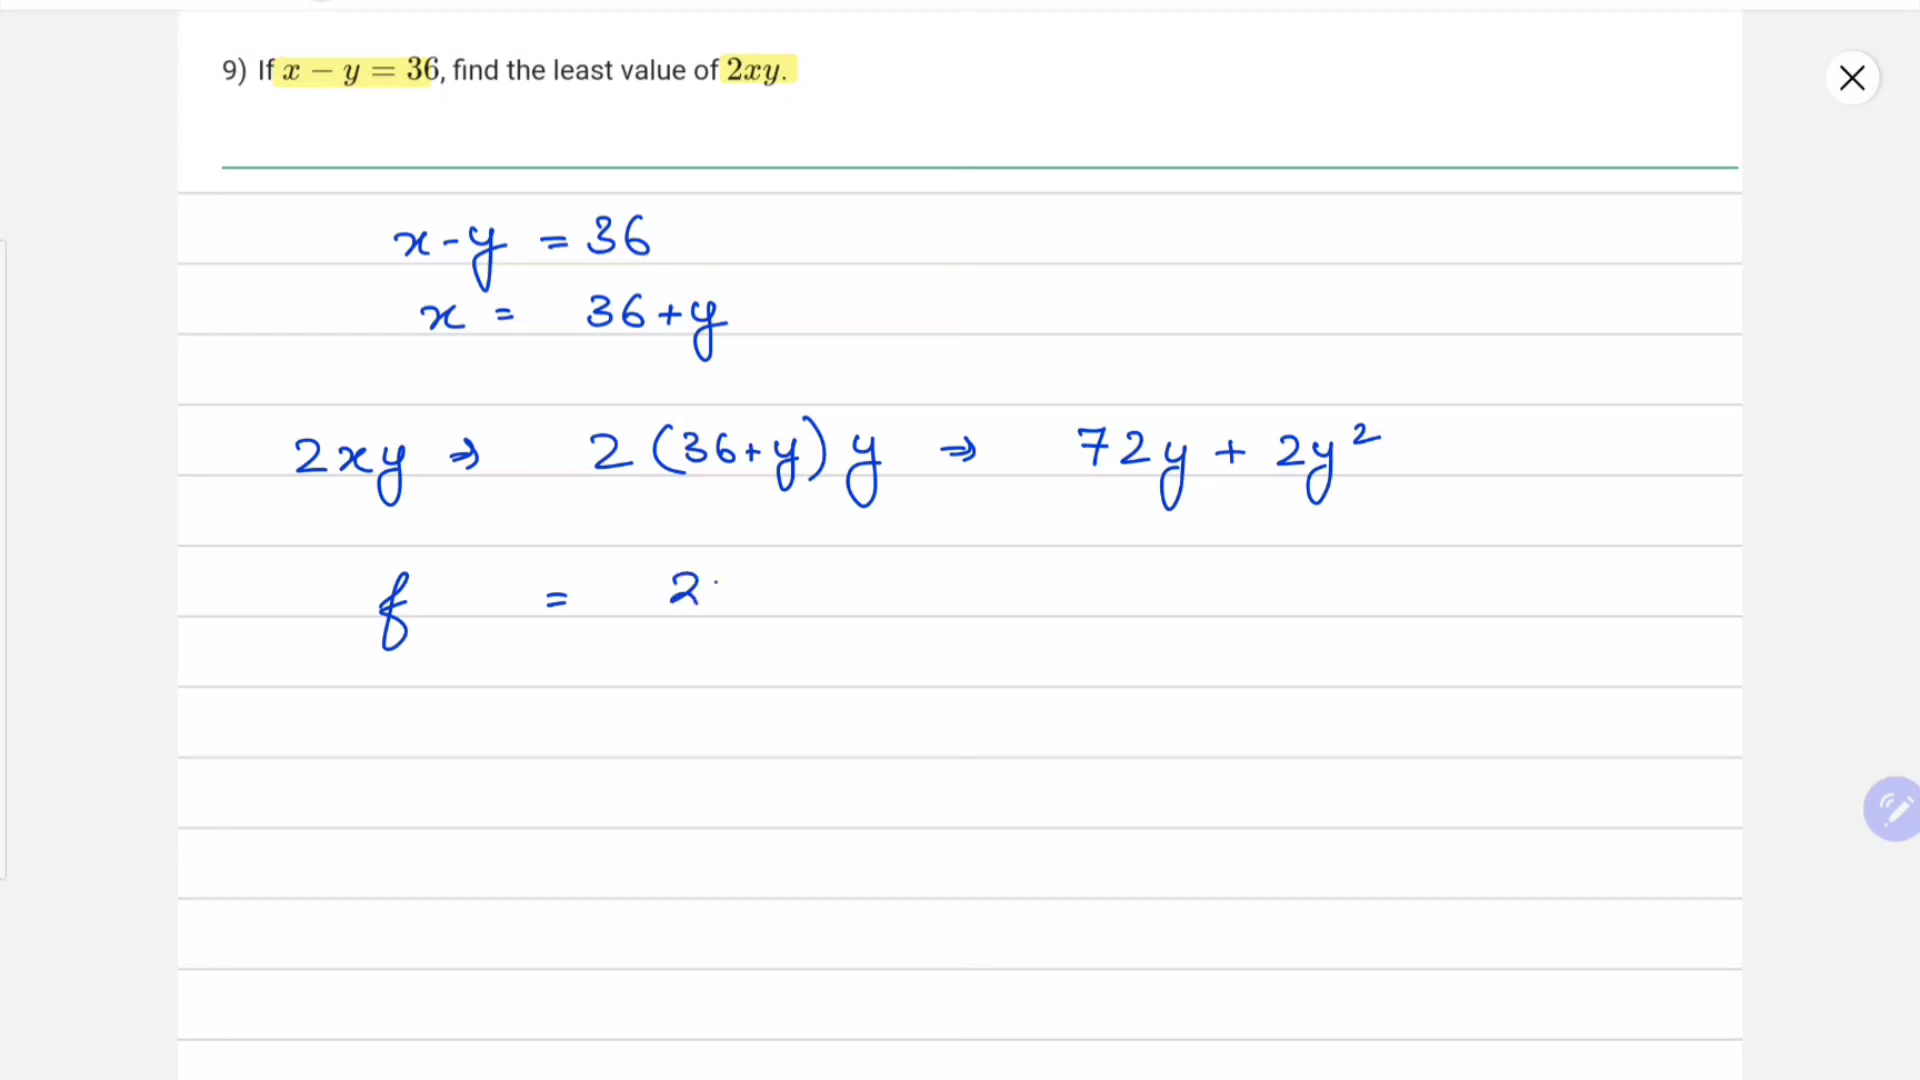 9) If x − y = 36, find the least value of 2xy.
x-y = 36
x = 36+y
2xy ⇒ 2(36+y)y ⇒ 72y + 2y²
f = 2